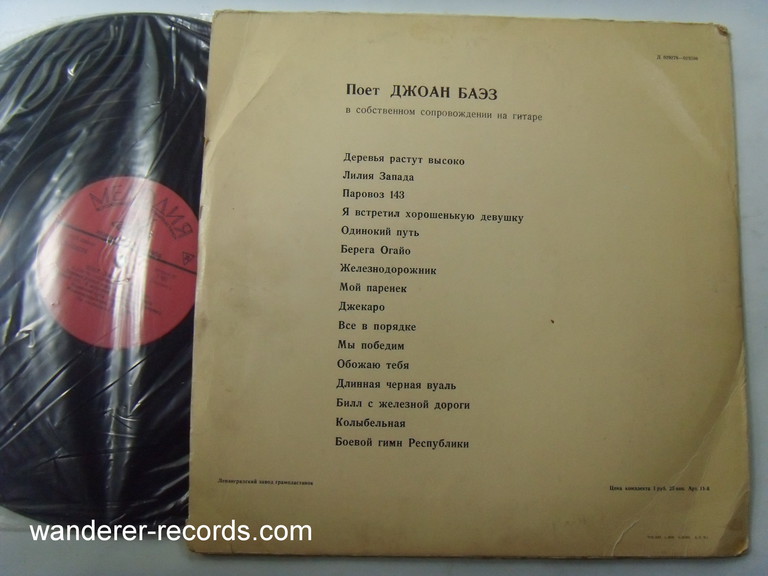 Поет ДЖОАН БАЭЗ
в собственном сопровождении на гитаре
Деревья растут высоко
Лилия Запада
Паровоз 143
Я встретил хорошенькую девушку
Одинокий путь
Берега Огайо
Железнодорожник
Мой паренек
Джекаро
Все в порядке
Мы победим
Обожаю тебя
Длинная черная вуаль
Билл с железной дороги
Колыбельная
Боевой гимн Республики
Ленинградский завод грампластинок
МЕЛОДИЯ
wanderer-records.com